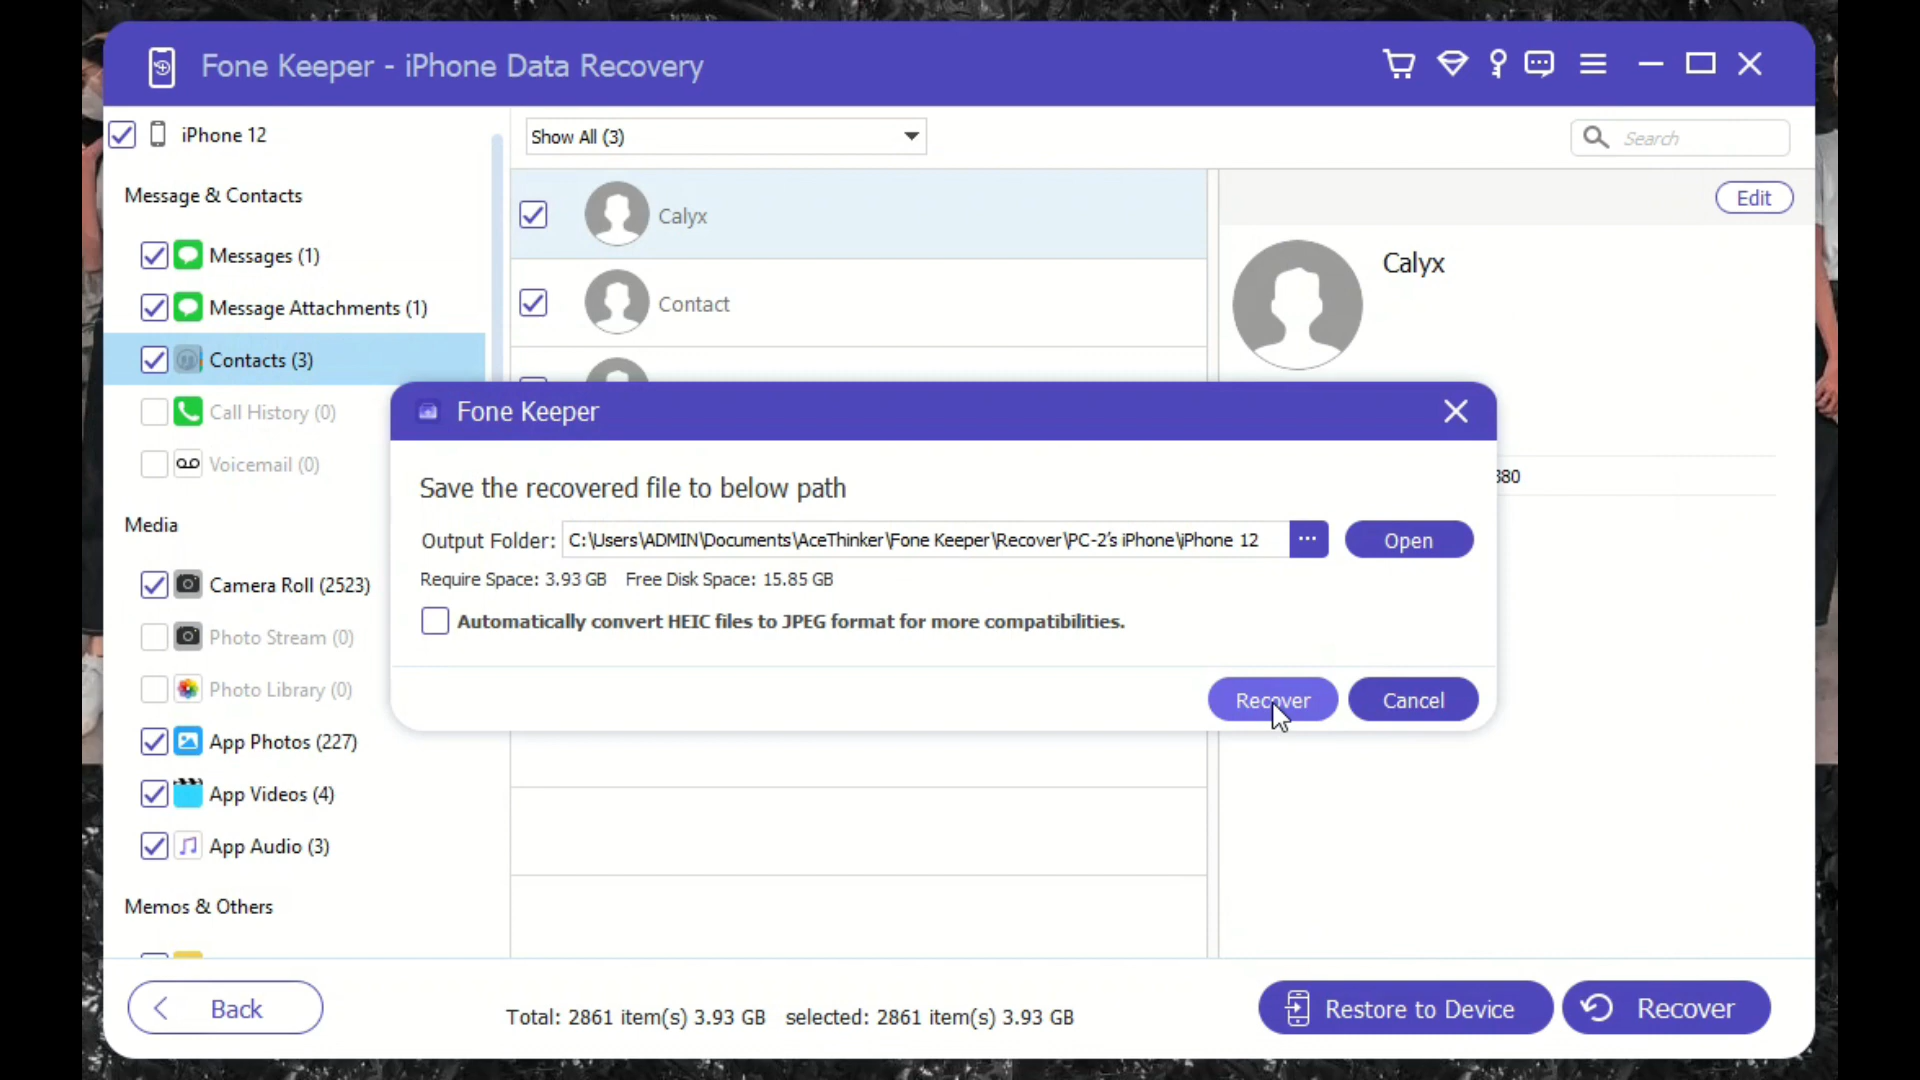 Fone Keeper - iPhone Data Recovery
iPhone 12
Show All (3)
Search
Message & Contacts
Messages (1)
Message Attachments (1)
Contacts (3)
Call History (0)
Voicemail (0)
Media
Camera Roll (2523)
Photo Stream (0)
Photo Library (0)
App Photos (227)
App Videos (4)
App Audio (3)
Memos & Others
Calyx
Contact
Edit
Calyx
380
Fone Keeper
Save the recovered file to below path
Output Folder: C:\Users\ADMIN\Documents\AceThinker\Fone Keeper\Recover\PC-2's iPhone\iPhone 12 ... Open
Require Space: 3.93 GB Free Disk Space: 15.85 GB
Automatically convert HEIC files to JPEG format for more compatibilities.
Recover Cancel
Back
Total: 2861 item(s) 3.93 GB selected: 2861 item(s) 3.93 GB
Restore to Device
Recover